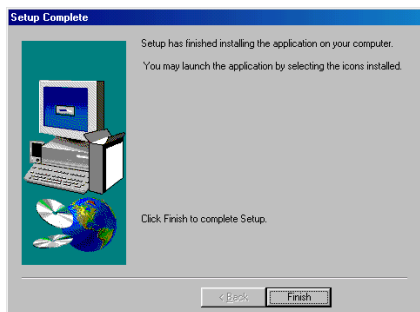 Setup Complete
Setup has finished installing the application on your computer.
You may launch the application by selecting the icons installed.
Click Finish to complete Setup.
< Back
Finish